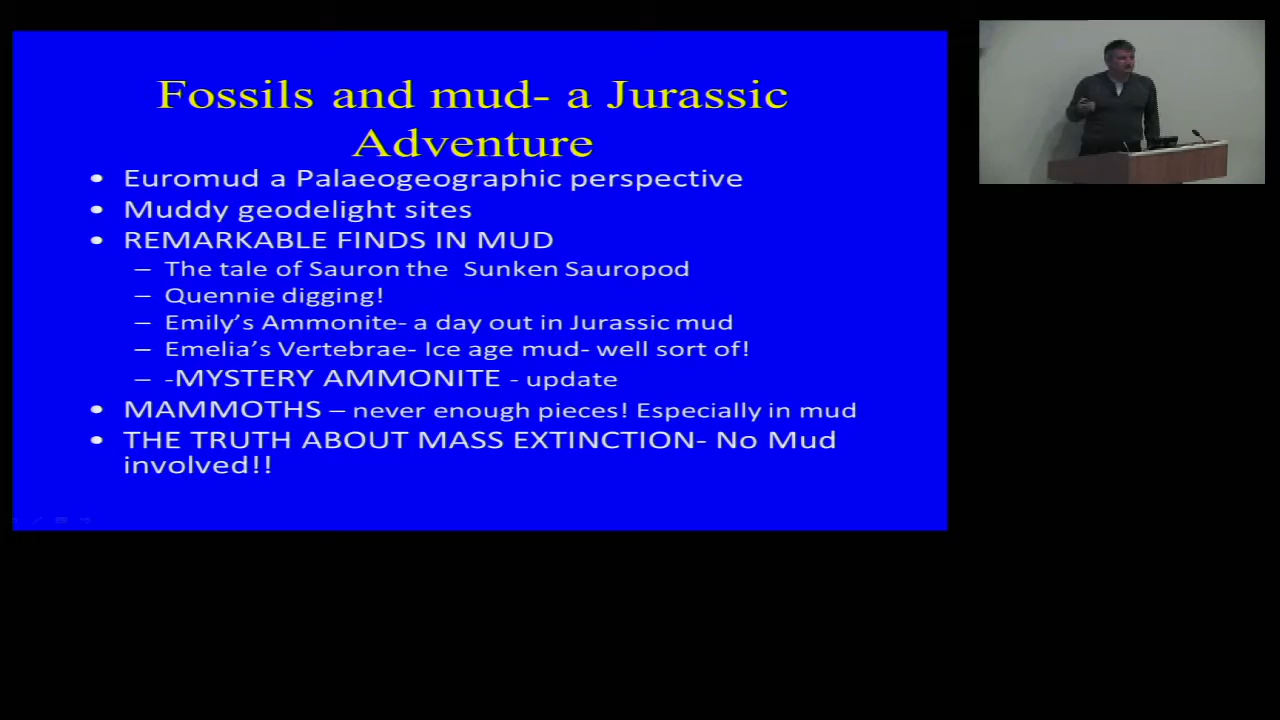 Fossils and mud- a Jurassic
Adventure
• Euromud a Palaeogeographic perspective
• Muddy geodelight sites
• REMARKABLE FINDS IN MUD
– The tale of Sauron the Sunken Sauropod
– Quennie digging!
– Emily’s Ammonite- a day out in Jurassic mud
– Emelia’s Vertebrae- Ice age mud- well sort of!
– -MYSTERY AMMONITE - update
• MAMMOTHS – never enough pieces! Especially in mud
• THE TRUTH ABOUT MASS EXTINCTION- No Mud
involved!!